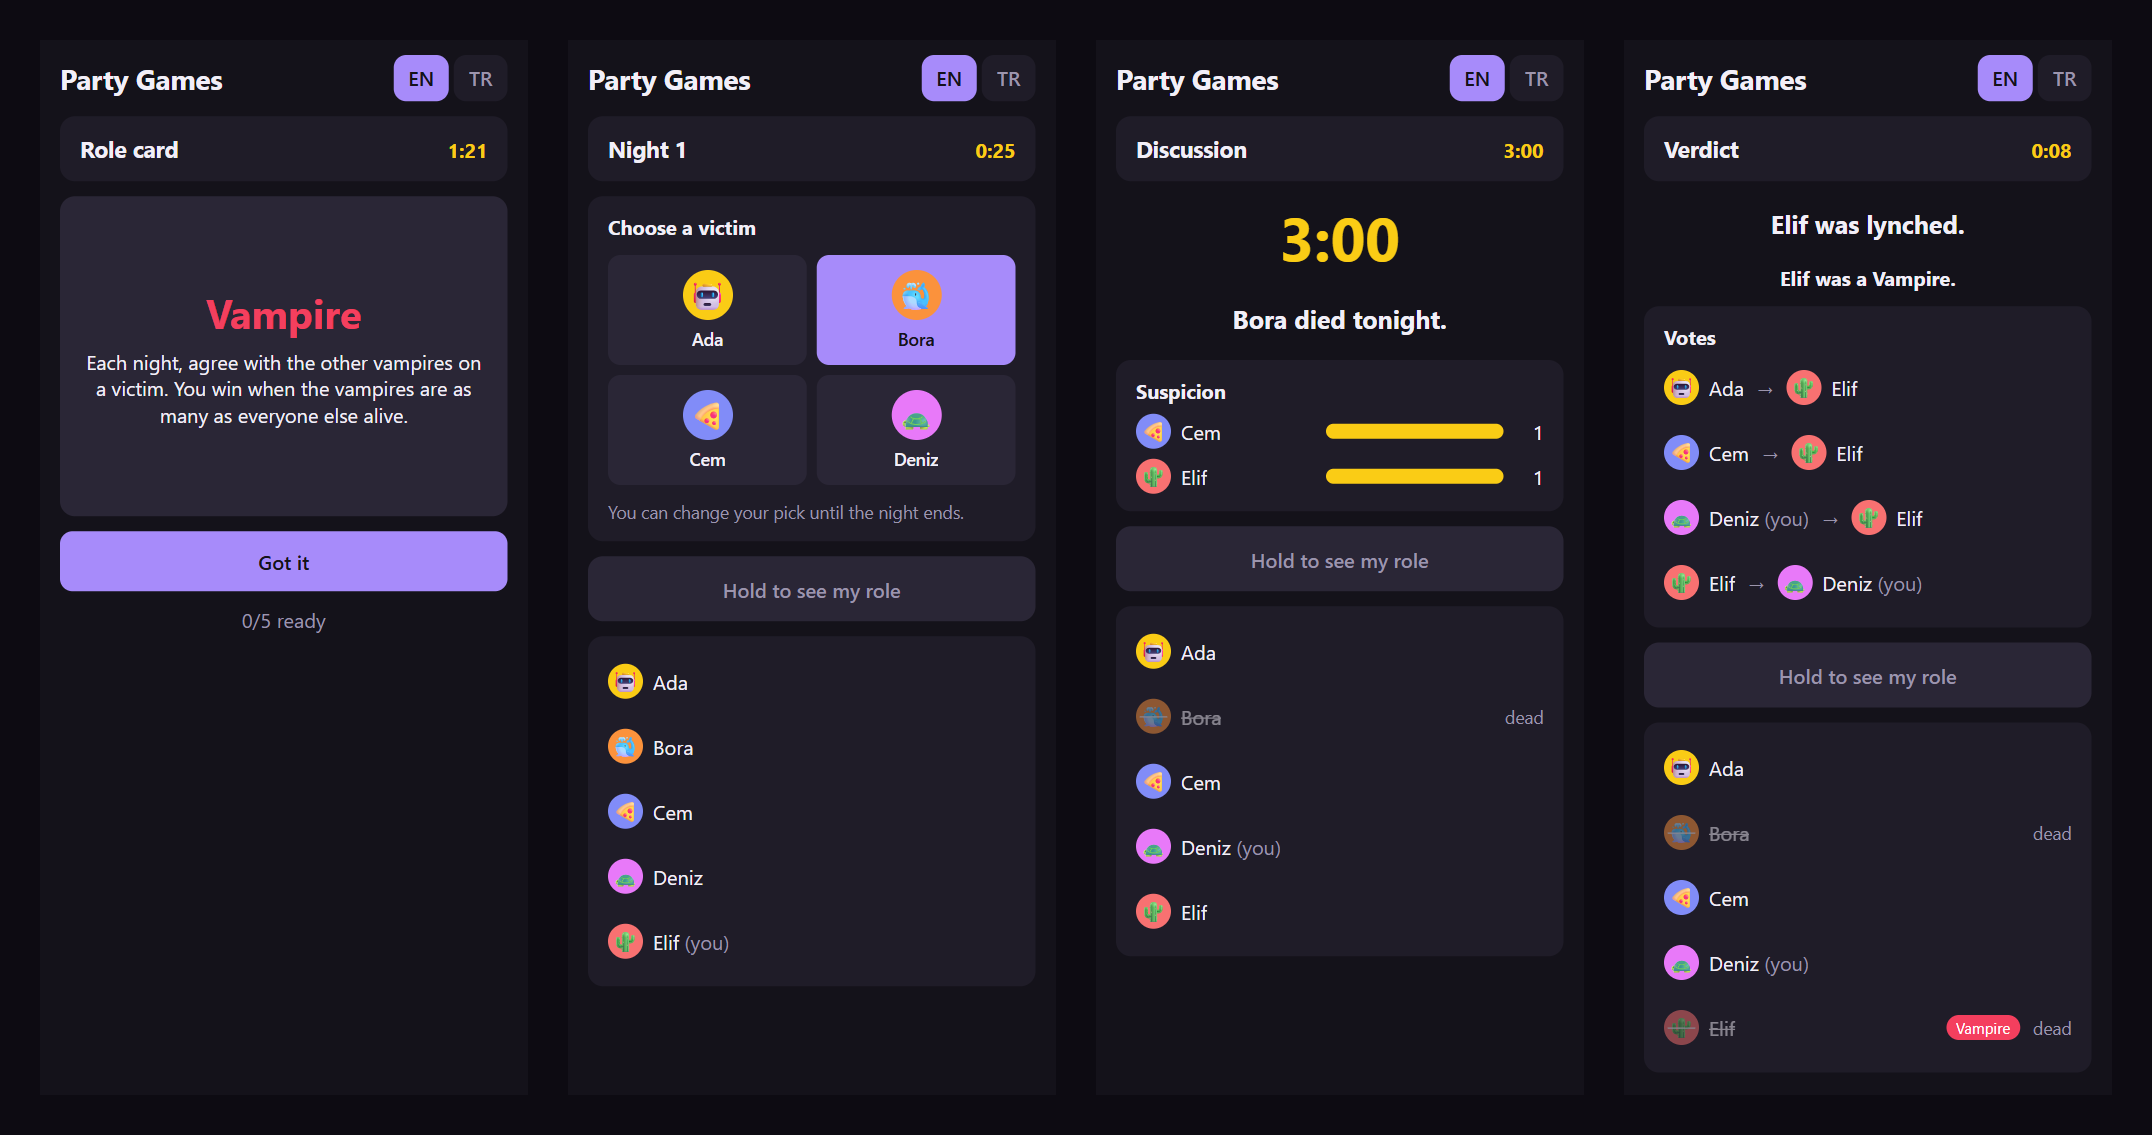 Party Games
EN
TR
Role card
1:21
Vampire
Each night, agree with the other vampires on
a victim. You win when the vampires are as
many as everyone else alive.
Got it
0/5 ready
Party Games
EN
TR
Night 1
0:25
Choose a victim
Ada
Bora
Cem
Deniz
You can change your pick until the night ends.
Hold to see my role
Ada
Bora
Cem
Deniz
Elif (you)
Party Games
EN
TR
Discussion
3:00
3:00
Bora died tonight.
Suspicion
Cem 1
Elif 1
Hold to see my role
Ada
Bora dead
Cem
Deniz (you)
Elif
Party Games
EN
TR
Verdict
0:08
Elif was lynched.
Elif was a Vampire.
Votes
Ada → Elif
Cem → Elif
Deniz (you) → Elif
Elif → Deniz (you)
Hold to see my role
Ada
Bora dead
Cem
Deniz (you)
Elif Vampire dead